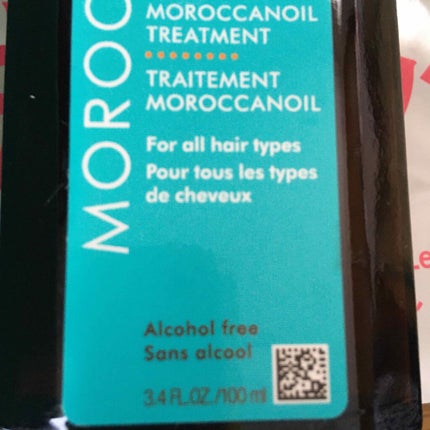 MOROC
MOROCCANOIL
TREATMENT
TRAITEMENT
MOROCCANOIL
For all hair types
Pour tous les types
de cheveux
Alcohol free
Sans alcool
3.4 FL.OZ./100 ml